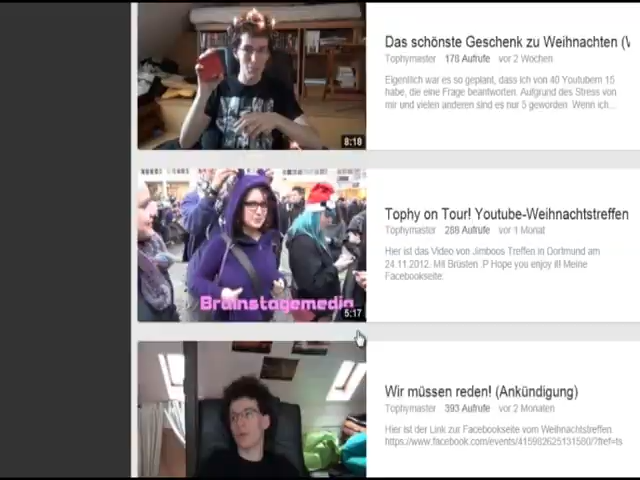 Das schönste Geschenk zu Weihnachten (V
Tophymaster 178 Aufrufe vor 2 Wochen
Eigentlich war es so geplant, dass ich von 40 Youtubern 15
habe, die eine Frage beantworten. Aufgrund des Stress von
mir und vielen anderen sind es nur 5 geworden. Wenn ich...
8:18
Tophy on Tour! Youtube-Weihnachtstreffen
Tophymaster 288 Aufrufe vor 1 Monat
Hier ist das Video von Jimboos Treffen in Dortmund am
24.11.2012. Mit Brüsten :P Hope you enjoy it! Meine
Facebookseite:
Brainstagemedia
5:17
Wir müssen reden! (Ankündigung)
Tophymaster 393 Aufrufe vor 2 Monaten
Hier ist der Link zur Facebookseite vom Weihnachtstreffen.
https://www.facebook.com/events/415982625131580/?fref=ts